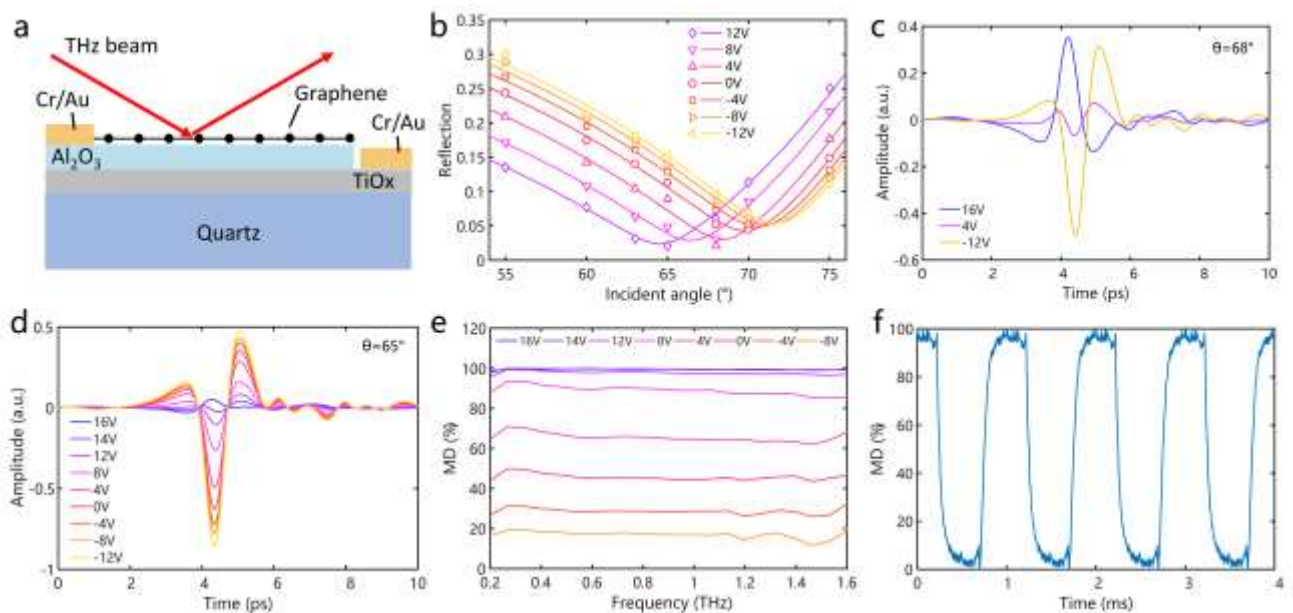 a
THz beam
Graphene
Cr/Au
Cr/Au
Al2O3
TiOx
Quartz
b
0.35
0.3
0.25
0.2
0.15
0.1
0.05
0
Reflection
12V
8V
4V
0V
-4V
-8V
-12V
55 60 65 70 75
Incident angle (°)
c
θ=68°
0.4
0.2
0
-0.2
-0.4
-0.6
Amplitude (a.u.)
16V
4V
-12V
0 2 4 6 8 10
Time (ps)
d
θ=65°
0.5
0
-0.5
-1
Amplitude (a.u.)
16V
14V
12V
8V
4V
0V
-4V
-8V
-12V
0 2 4 6 8 10
Time (ps)
e
120
100
80
60
40
20
0
MD (%)
16V 14V 12V 8V 4V 0V -4V -8V
0.2 0.4 0.6 0.8 1 1.2 1.4 1.6
Frequency (THz)
f
100
80
60
40
20
0
MD (%)
0 1 2 3 4
Time (ms)